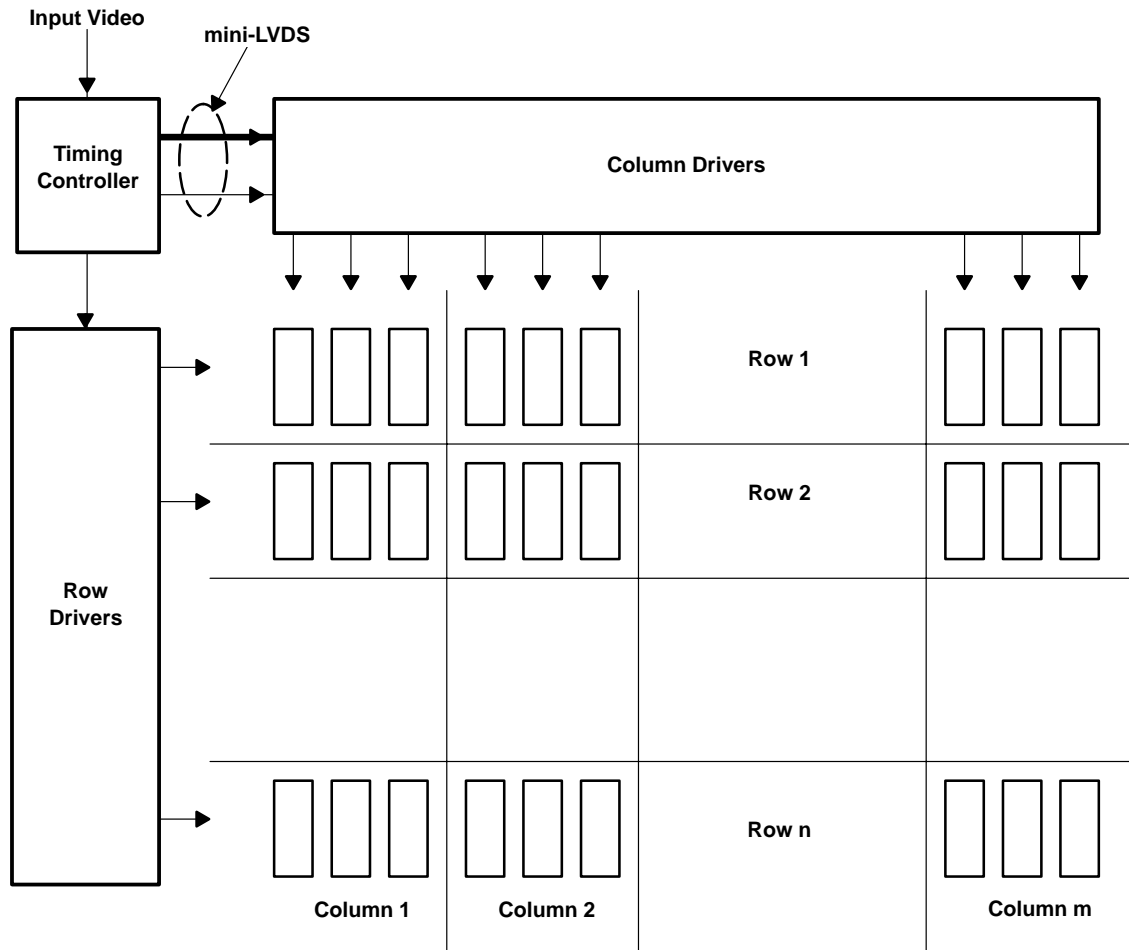 Input Video
mini-LVDS
Timing
Controller
Column Drivers
Row 1
Row 2
Row
Drivers
Row n
Column 1
Column 2
Column m